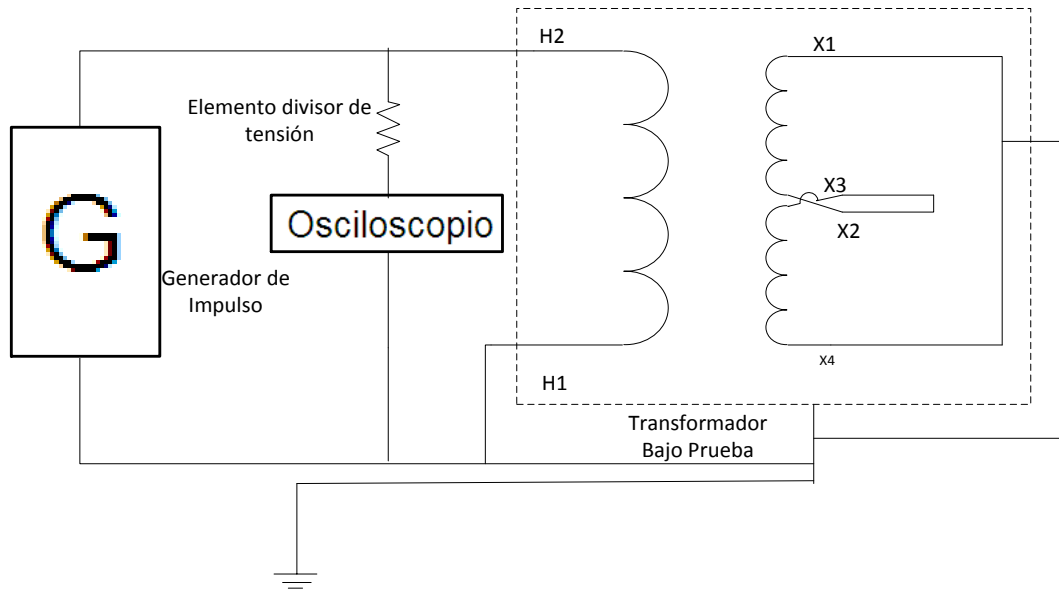 H2
X1
Elemento divisor de
tensión
G
X3
Osciloscopio
X2
Generador de
Impulso
X4
H1
Transformador
Bajo Prueba